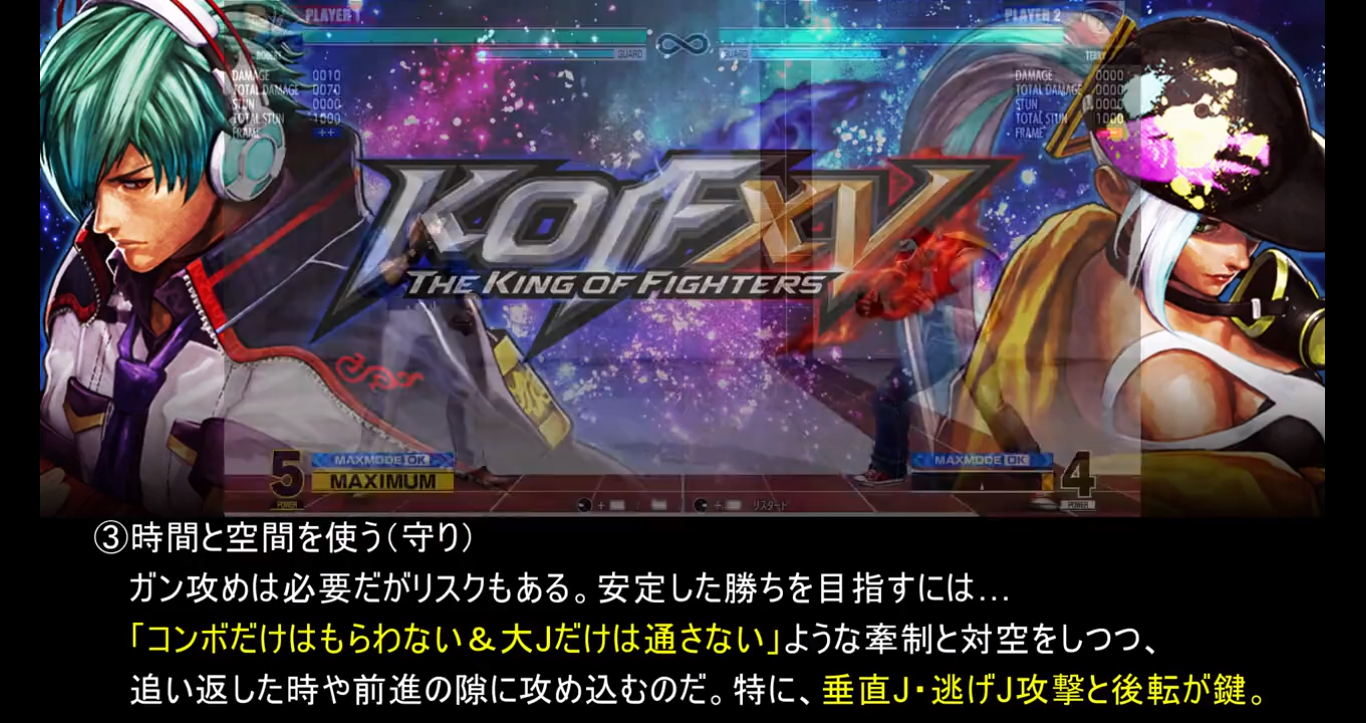 PLAYER 1
PLAYER 2
GUARD
GUARD
ROBERT
TERRY
DAMAGE 0010
TOTAL DAMAGE 0070
STUN 0000
TOTAL STUN 1000
FRAME ++
DAMAGE 0000
TOTAL DAMAGE 0000
STUN 0000
TOTAL STUN 1000
FRAME
KOF XV
THE KING OF FIGHTERS
5 MAXMODE OK
MAXIMUM
POWER
MAXMODE OK 4
POWER
リスタート
③時間と空間を使う(守り)
ガン攻めは必要だがリスクもある。安定した勝ちを目指すには…
「コンボだけはもらわない&大Jだけは通さない」ような牽制と対空をしつつ、
追い返した時や前進の隙に攻め込むのだ。特に、垂直J・逃げJ攻撃と後転が鍵。